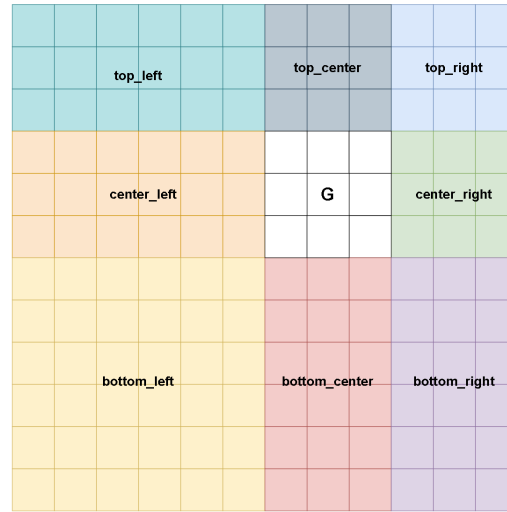 top_left
top_center
top_right
center_left
G
center_right
bottom_left
bottom_center
bottom_right